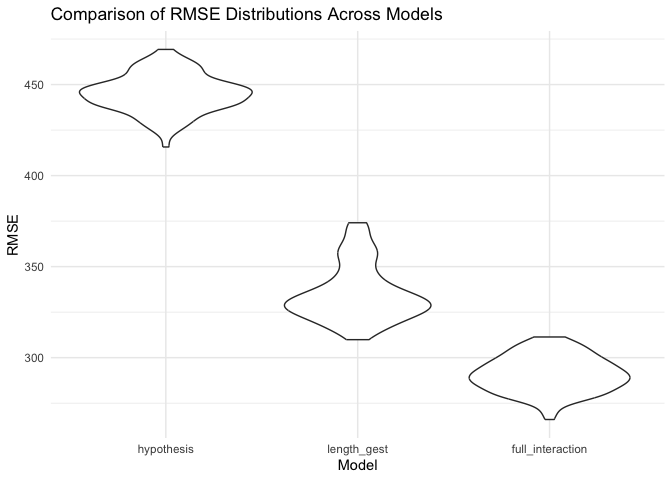 Comparison of RMSE Distributions Across Models
RMSE
450
400
350
300
hypothesis
length_gest
full_interaction
Model